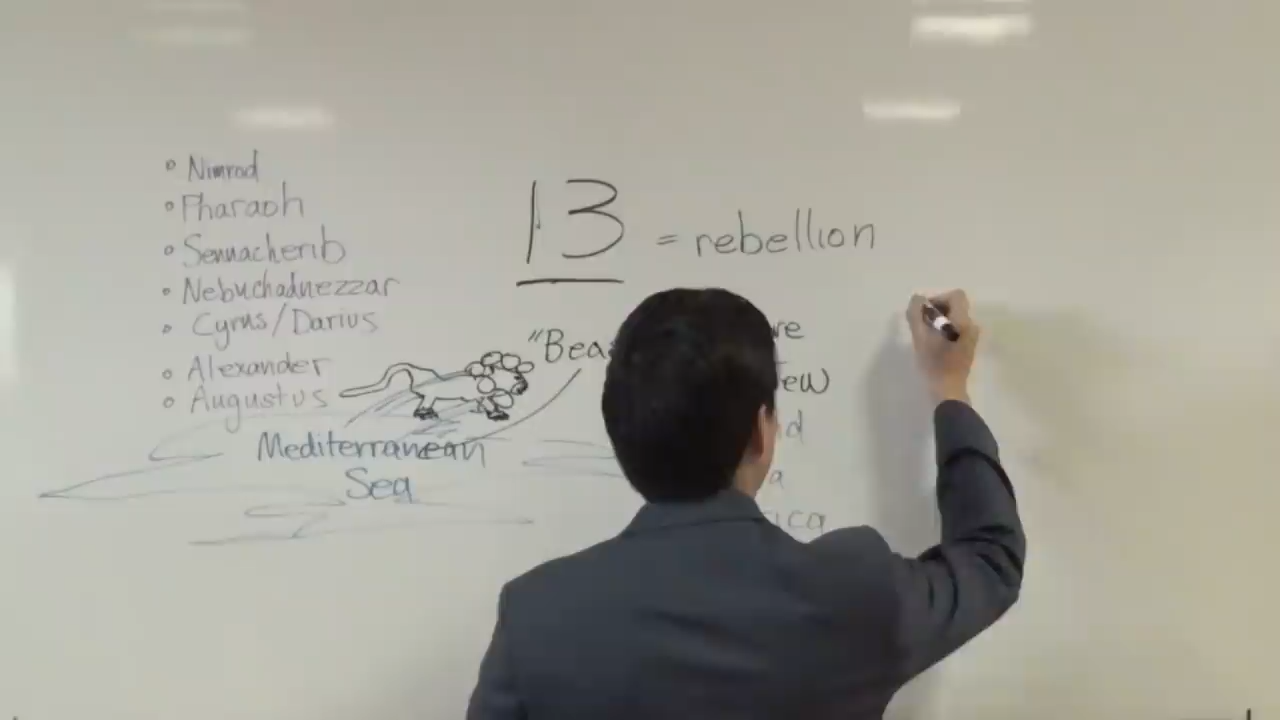 • Nimrod
• Pharaoh
• Sennacherib
• Nebuchadnezzar
• Cyrus/Darius
• Alexander
• Augustus
Mediterranean
Sea
13 = rebellion